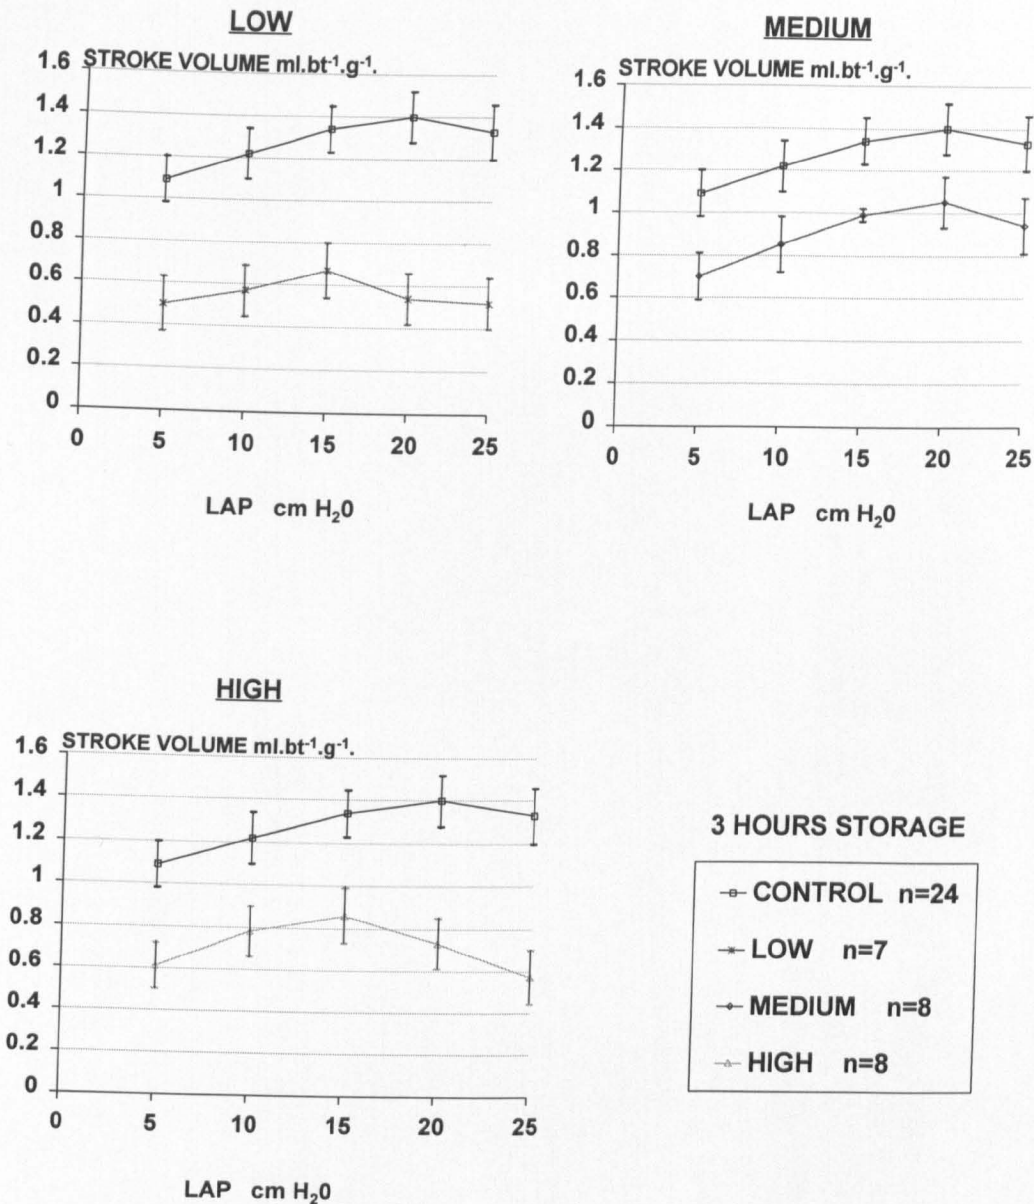 LOW
STROKE VOLUME ml.bt⁻¹.g⁻¹.
1.6
1.4
1.2
1
0.8
0.6
0.4
0.2
0
0 5 10 15 20 25
LAP cm H₂0
MEDIUM
STROKE VOLUME ml.bt⁻¹.g⁻¹.
1.6
1.4
1.2
1
0.8
0.6
0.4
0.2
0
0 5 10 15 20 25
LAP cm H₂0
HIGH
STROKE VOLUME ml.bt⁻¹.g⁻¹.
1.6
1.4
1.2
1
0.8
0.6
0.4
0.2
0
0 5 10 15 20 25
LAP cm H₂0
3 HOURS STORAGE
CONTROL n=24
LOW n=7
MEDIUM n=8
HIGH n=8